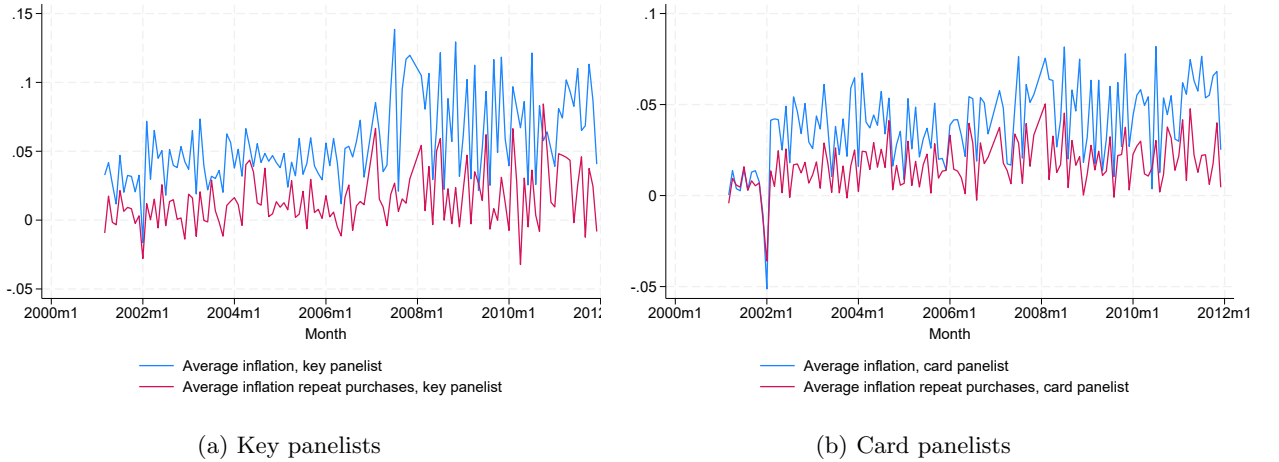 .15
.1
.05
0
-.05
2000m1 2002m1 2004m1 2006m1 2008m1 2010m1 2012
Month
Average inflation, key panelist
Average inflation repeat purchases, key panelist
(a) Key panelists
.1
.05
0
-.05
2000m1 2002m1 2004m1 2006m1 2008m1 2010m1 2012m1
Month
Average inflation, card panelist
Average inflation repeat purchases, card panelist
(b) Card panelists